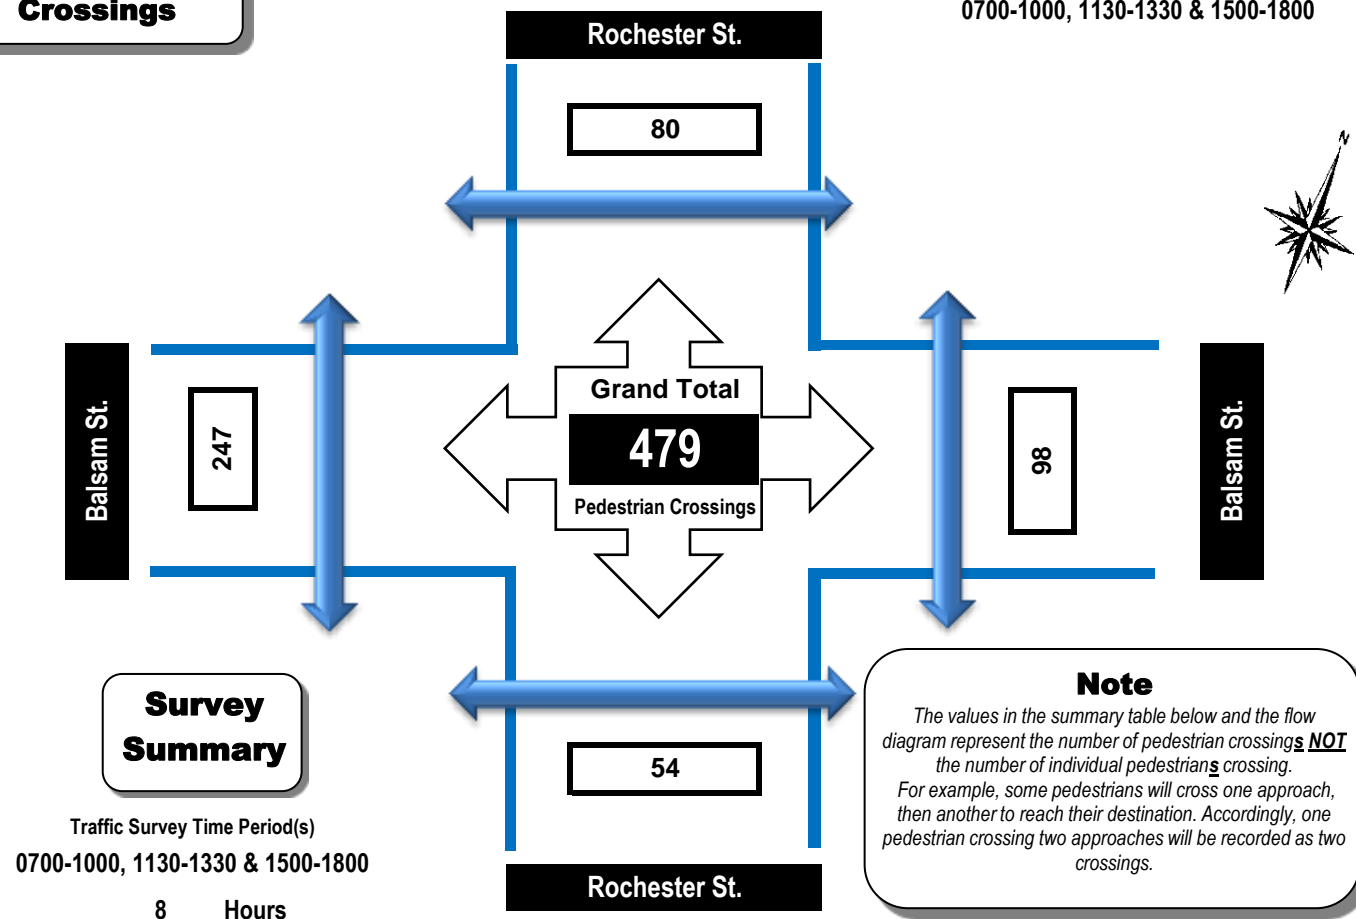 Crossings
0700-1000, 1130-1330 & 1500-1800
Rochester St.
80
N
Grand Total
479
Pedestrian Crossings
Balsam St.
247
98
Balsam St.
54
Rochester St.
Survey
Summary
Traffic Survey Time Period(s)
0700-1000, 1130-1330 & 1500-1800
8 Hours
Note
The values in the summary table below and the flow
diagram represent the number of pedestrian crossings NOT
the number of individual pedestrians crossing.
For example, some pedestrians will cross one approach,
then another to reach their destination. Accordingly, one
pedestrian crossing two approaches will be recorded as two
crossings.